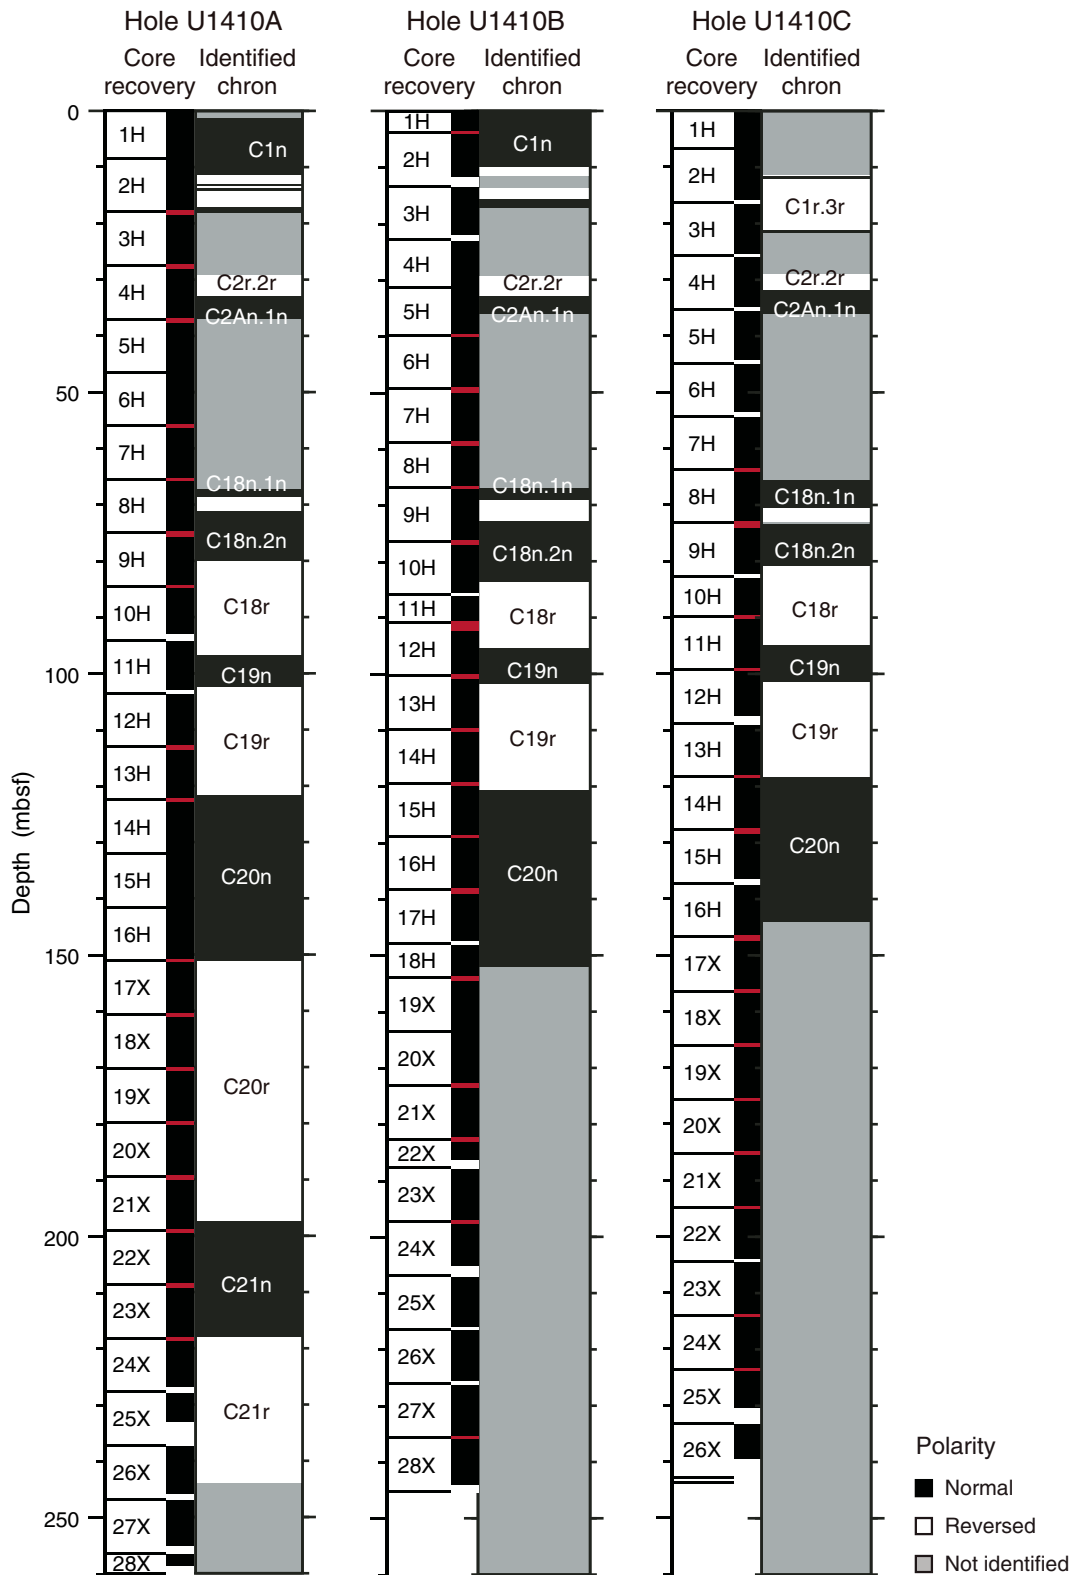 Hole U1410A
Hole U1410B
Hole U1410C
Core recovery
Identified chron
Core recovery
Identified chron
Core recovery
Identified chron
Depth (mbsf)
0
50
100
150
200
250
1H
2H
3H
4H
5H
6H
7H
8H
9H
10H
11H
12H
13H
14H
15H
16H
17X
18X
19X
20X
21X
22X
23X
24X
25X
26X
27X
28X
C1n
C2r.2r
C2An.1n
C18n.1n
C18n.2n
C18r
C19n
C19r
C20n
C20r
C21n
C21r
1H
2H
3H
4H
5H
6H
7H
8H
9H
10H
11H
12H
13H
14H
15H
16H
17H
18H
19X
20X
21X
22X
23X
24X
25X
26X
27X
28X
C1n
C2r.2r
C2An.1n
C18n.1n
C18n.2n
C18r
C19n
C19r
C20n
1H
2H
3H
4H
5H
6H
7H
8H
9H
10H
11H
12H
13H
14H
15H
16H
17X
18X
19X
20X
21X
22X
23X
24X
25X
26X
C1r.3r
C2r.2r
C2An.1n
C18n.1n
C18n.2n
C18r
C19n
C19r
C20n
Polarity
Normal
Reversed
Not identified